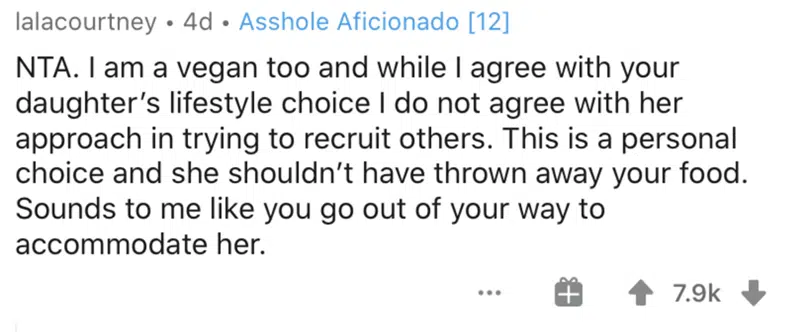 lalacourtney • 4d • Asshole Aficionado [12]
NTA. I am a vegan too and while I agree with your
daughter’s lifestyle choice I do not agree with her
approach in trying to recruit others. This is a personal
choice and she shouldn’t have thrown away your food.
Sounds to me like you go out of your way to
accommodate her.
7.9k